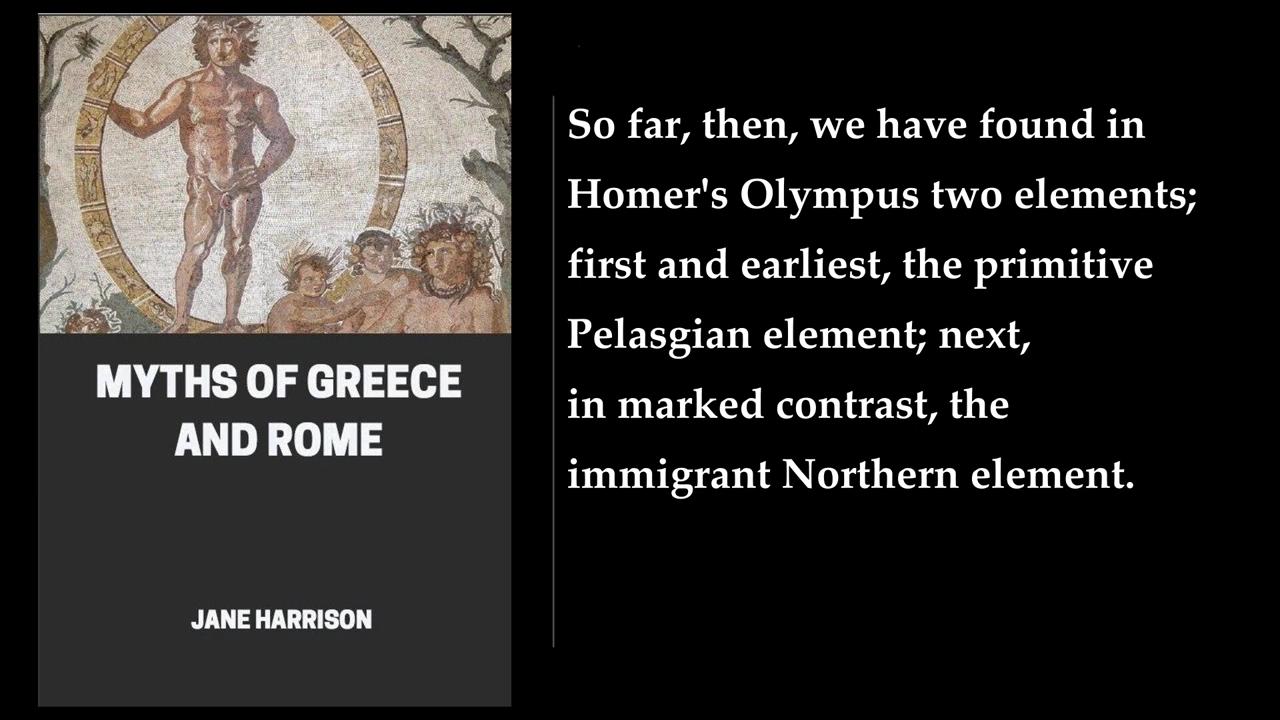 MYTHS OF GREECE
AND ROME
JANE HARRISON
So far, then, we have found in
Homer's Olympus two elements;
first and earliest, the primitive
Pelasgian element; next,
in marked contrast, the
immigrant Northern element.